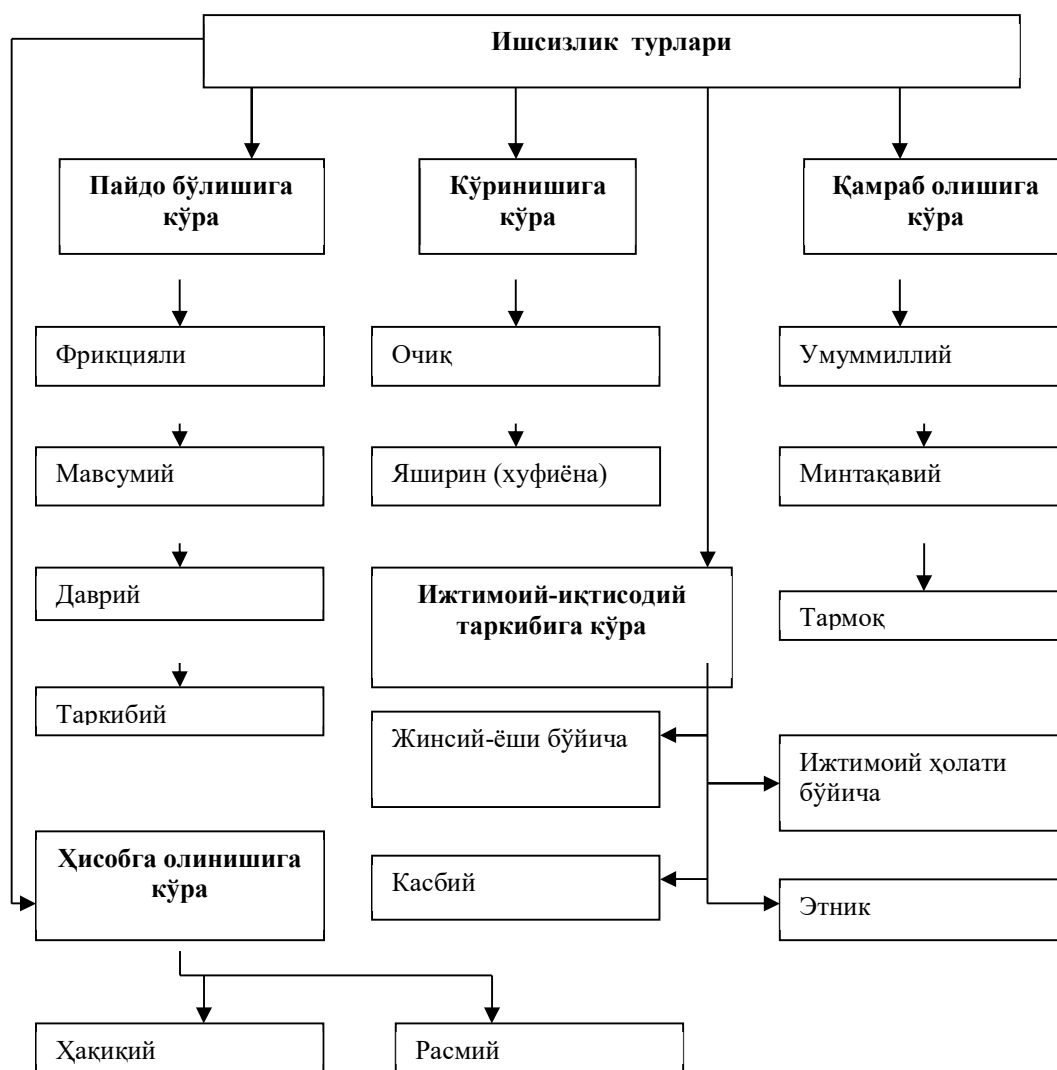 Ишсизлик турлари
Пайдо бўлишига
кўра
Кўринишига
кўра
Қамраб олишига
кўра
Фрикцияли
Очиқ
Умуммиллий
Мавсумий
Яширин (хуфиёна)
Минтақавий
Даврий
Ижтимоий-иқтисодий
таркибига кўра
Тармоқ
Таркибий
Жинсий-ёши бўйича
Ижтимоий ҳолати
бўйича
Ҳисобга олинишига
кўра
Касбий
Этник
Ҳақиқий
Расмий